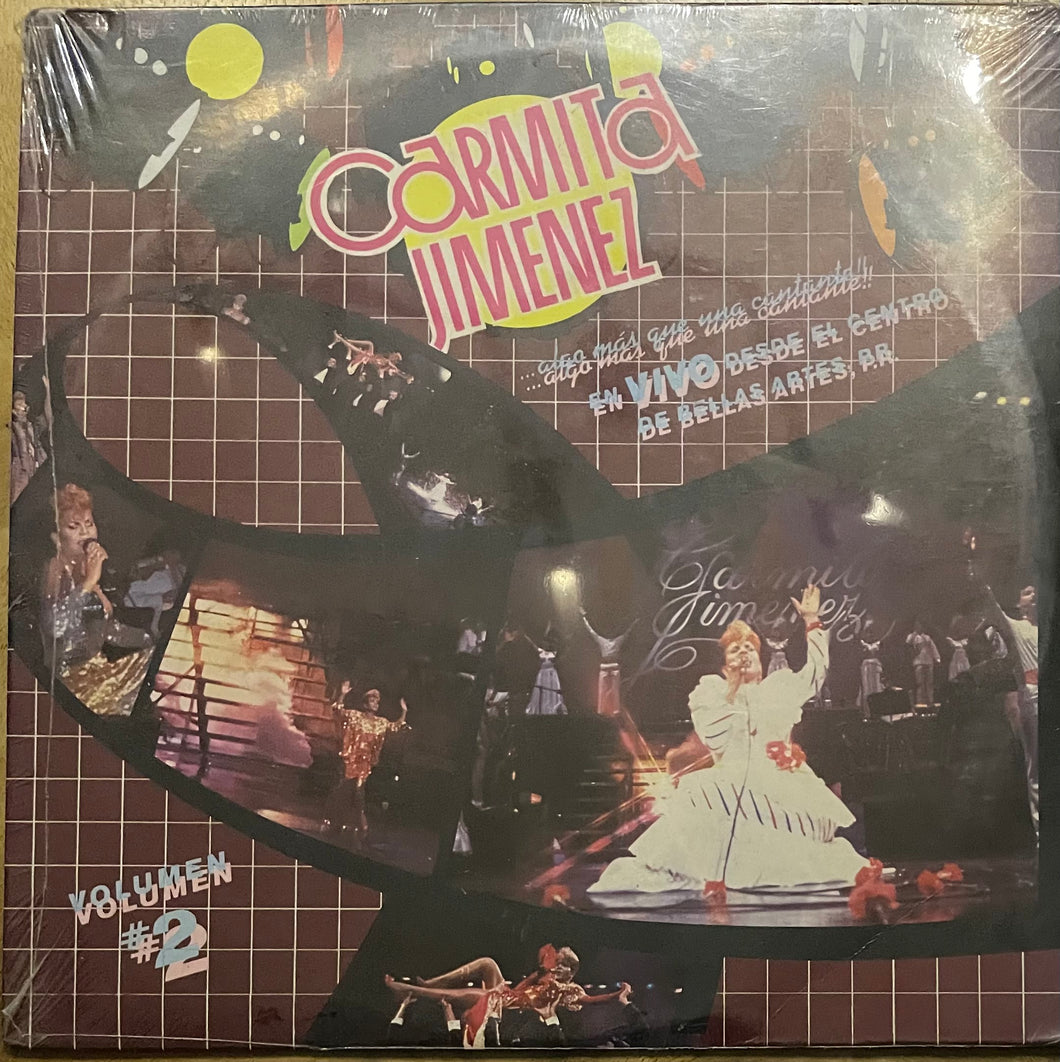 CARMITA
JIMENEZ
...algo más que una cantante!!
EN VIVO DESDE EL CENTRO
DE BELLAS ARTES, P.R.
Carmita
Jimenez
VOLUMEN
#2